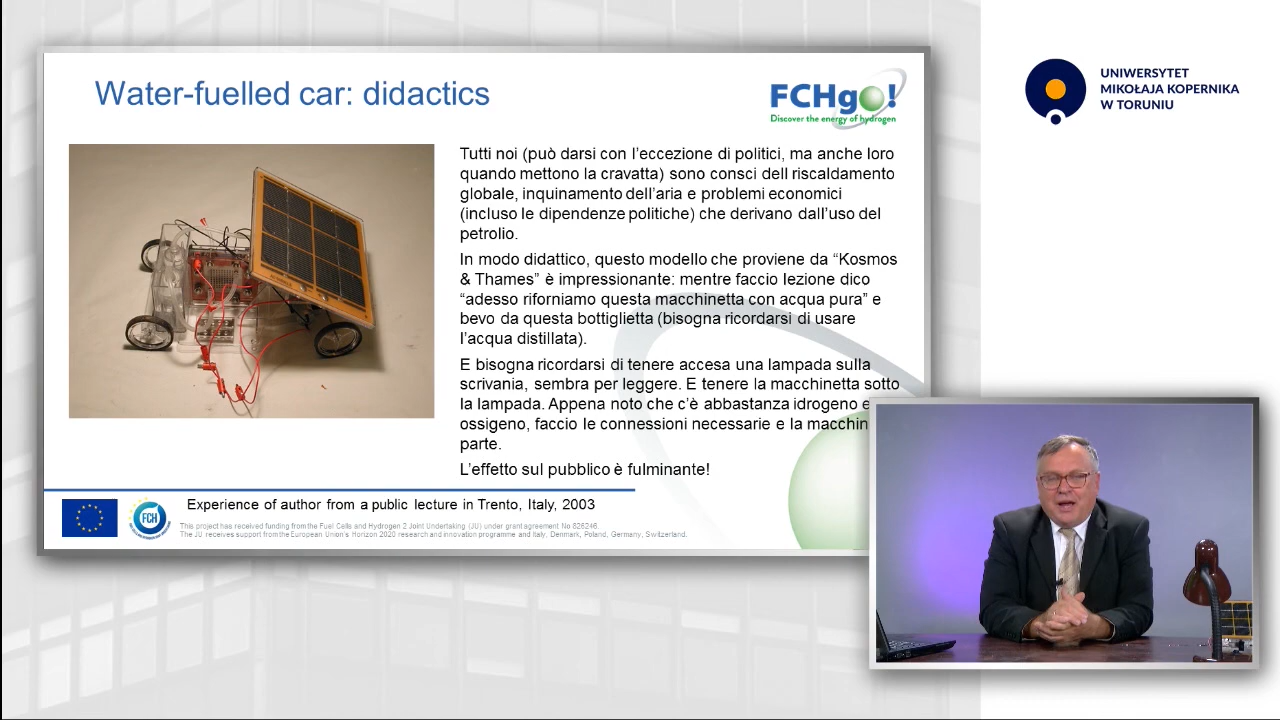 Water-fuelled car: didactics
FCHgo!
Discover the energy of hydrogen
UNIWERSYTET
MIKOŁAJA KOPERNIKA
W TORUNIU
Tutti noi (può darsi con l’eccezione di politici, ma anche loro
quando mettono la cravatta) sono consci dell riscaldamento
globale, inquinamento dell’aria e problemi economici
(incluso le dipendenze politiche) che derivano dall’uso del
petrolio.
In modo didattico, questo modello che proviene da “Kosmos
& Thames” è impressionante: mentre faccio lezione dico
“adesso riforniamo questa macchinetta con acqua pura” e
bevo da questa bottiglietta (bisogna ricordarsi di usare
l’acqua distillata).
E bisogna ricordarsi di tenere accesa una lampada sulla
scrivania, sembra per leggere. E tenere la macchinetta sotto
la lampada. Appena noto che c’è abbastanza idrogeno e
ossigeno, faccio le connessioni necessarie e la macchin
parte.
L’effetto sul pubblico è fulminante!
Experience of author from a public lecture in Trento, Italy, 2003
FCH
This project has received funding from the Fuel Cells and Hydrogen 2 Joint Undertaking (JU) under grant agreement No 826246.
The JU receives support from the European Union’s Horizon 2020 research and innovation programme and Italy, Denmark, Poland, Germany, Switzerland.